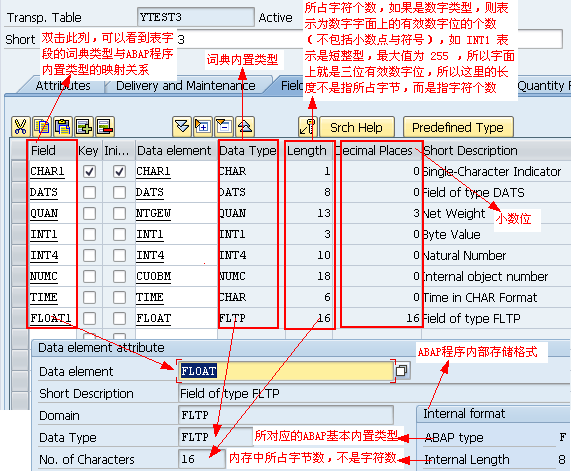 Transp. Table YTEST3 Active
Short
双击此列，可以看到表字
段的词典类型与ABAP程序
内置类型的映射关系
词典内置类型
所占字符个数，如果是数字类型，则表
示为数字字面上的有效数字位的个数
（不包括小数点与符号），如 INT1 表
示是短整型，最大值为 255 ，所以字面
上就是三位有效数字位，所以这里的长
度不是指所占字节，而是指字符个数
Attributes Delivery and Maintenance Quantity F
Srch Help Predefined Type
Field Key Ini... Data element Data Type Length Decimal Places Short Description
CHAR1 CHAR1 CHAR 1 0 Single-Character Indicator
DATS DATS DATS 8 0 Field of type DATS
QUAN NTGEW QUAN 13 3 Net Weight
INT1 INT1 INT1 3 0 Byte Value
INT4 INT4 INT4 10 0 Natural Number
NUMC CUOBM NUMC 18 0 Internal object number
TIME TIME CHAR 6 0 Time in CHAR Format
FLOAT1 FLOAT FLTP 16 16 Field of type FLTP
小数位
Data element attribute
Data element FLOAT
Short Description Field of type FLTP
Domain FLTP
Data Type FLTP
No. of Characters 16
ABAP程序内部存储格式
Internal format
所对应的ABAP基本内置类型
ABAP type F
内存中所占字节数，不是字符数
Internal Length 8